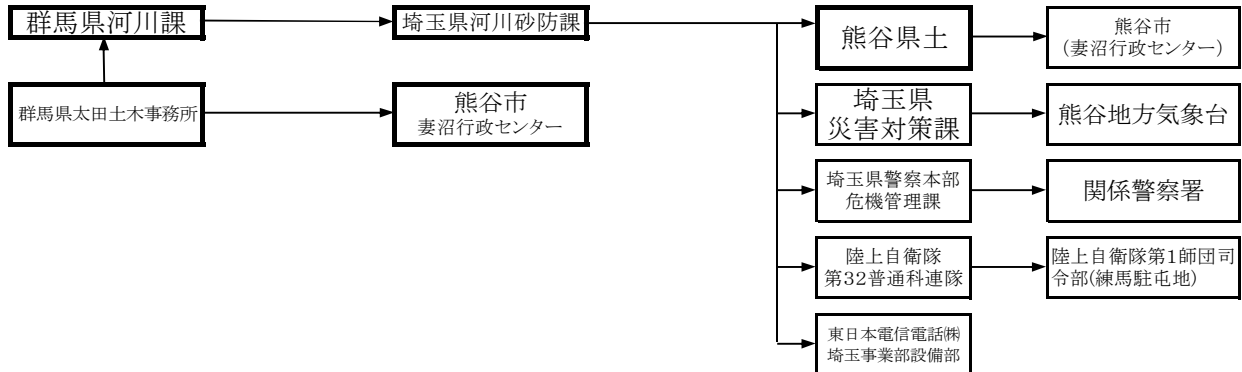 群馬県河川課
埼玉県河川砂防課
熊谷県土
熊谷市
(妻沼行政センター)
群馬県太田土木事務所
熊谷市
妻沼行政センター
埼玉県
災害対策課
熊谷地方気象台
埼玉県警察本部
危機管理課
関係警察署
陸上自衛隊
第32普通科連隊
陸上自衛隊第1師団司
令部(練馬駐屯地)
東日本電信電話㈱
埼玉事業部設備部